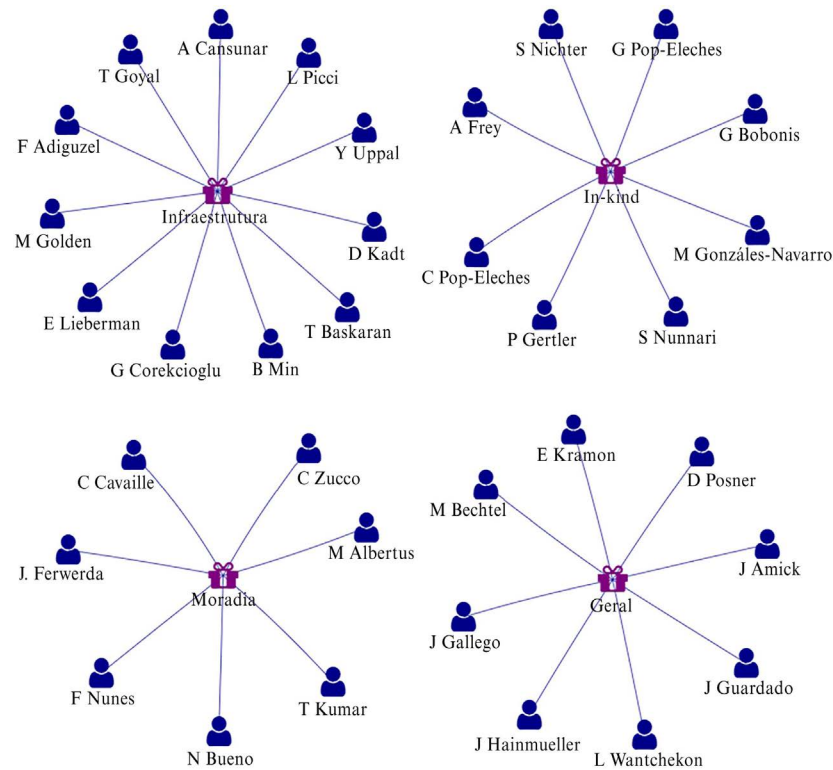 A Cansunar
T Goyal
L Picci
F Adiguzel
Y Uppal
Infraestrutura
M Golden
D Kadt
E Lieberman
T Baskaran
G Corekcioglu
B Min
S Nichter
G Pop-Eleches
A Frey
G Bobonis
In-kind
C Pop-Eleches
M Gonzáles-Navarro
P Gertler
S Nunnari
C Cavaille
C Zucco
J. Ferwerda
M Albertus
Moradia
F Nunes
T Kumar
N Bueno
E Kramon
M Bechtel
D Posner
J Amick
Geral
J Gallego
J Guardado
J Hainmueller
L Wantchekon